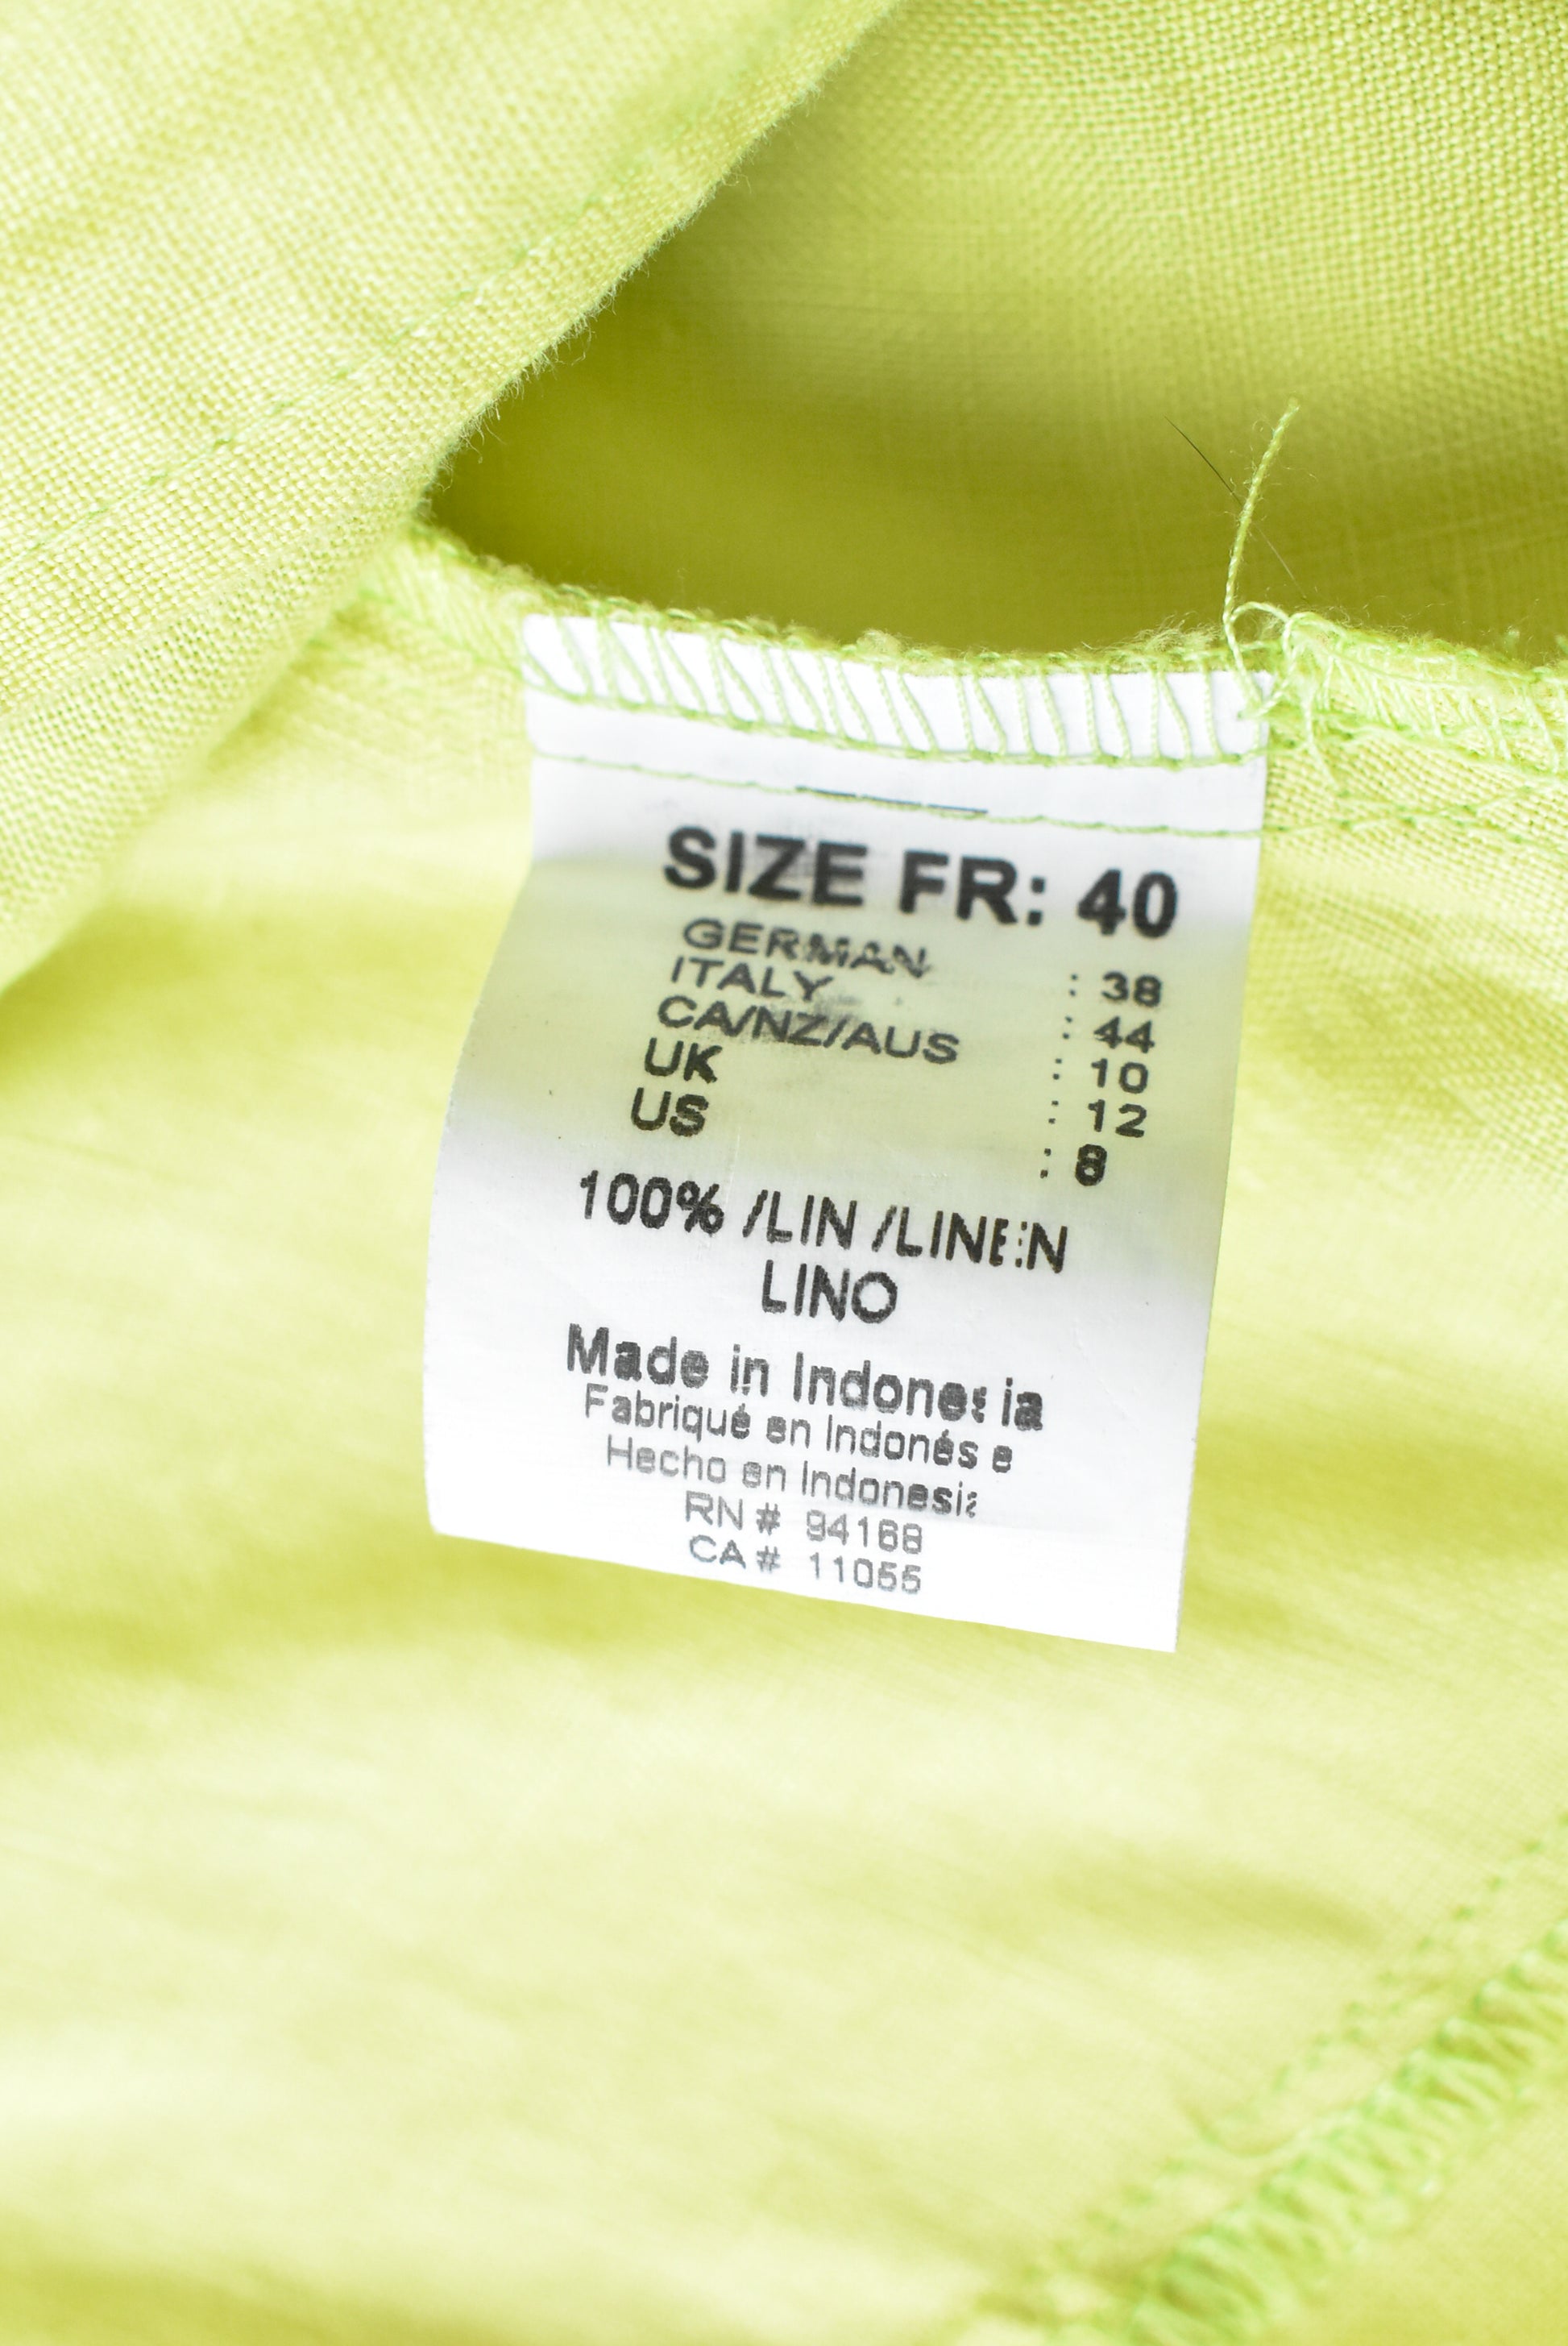 SIZE FR: 40
GERMAN : 38
ITALY : 44
CA/NZ/AUS : 10
UK : 12
US : 8
100% /LIN /LINEN
LINO
Made in Indonesia
Fabriqué en Indonésie
Hecho en Indonesia
RN # 94168
CA # 11055